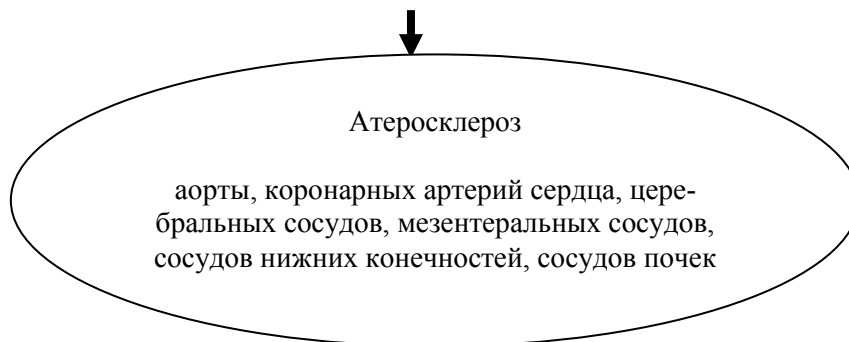 Атеросклероз
аорты, коронарных артерий сердца, цере-
бральных сосудов, мезентеральных сосудов,
сосудов нижних конечностей, сосудов почек